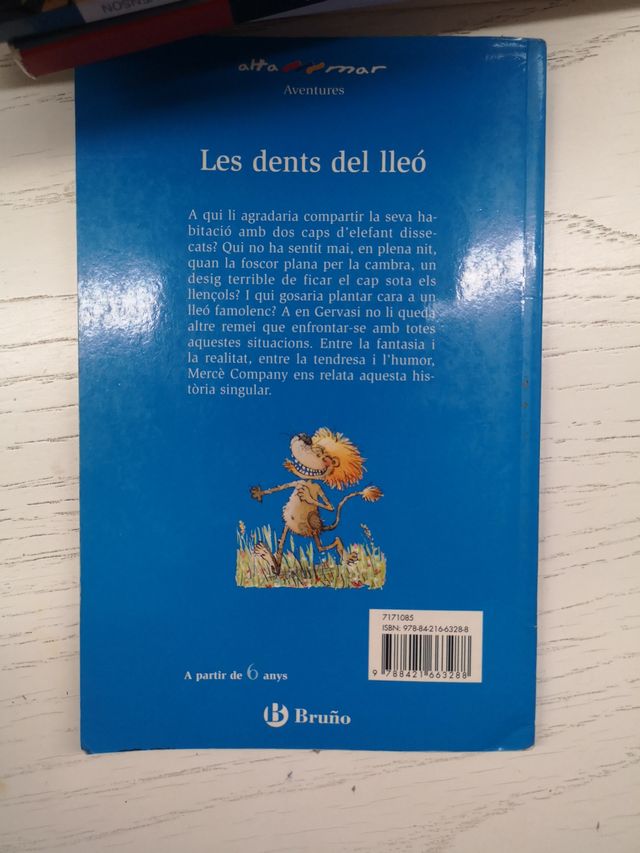 ENSON
alta mar
Aventures
Les dents del lleó
A qui li agradaria compartir la seva ha-
bitació amb dos caps d'elefant disse-
cats? Qui no ha sentit mai, en plena nit,
quan la foscor plana per la cambra, un
desig terrible de ficar el cap sota els
llençols? I qui gosaria plantar cara a un
lleó famolenc? A en Gervasi no li queda
altre remei que enfrontar-se amb totes
aquestes situacions. Entre la fantasia i
la realitat, entre la tendresa i l'humor,
Mercè Company ens relata aquesta his-
tòria singular.
7171085
ISBN: 978-84-216-6328-8
9 788421 663288
A partir de 6 anys
B Bruño